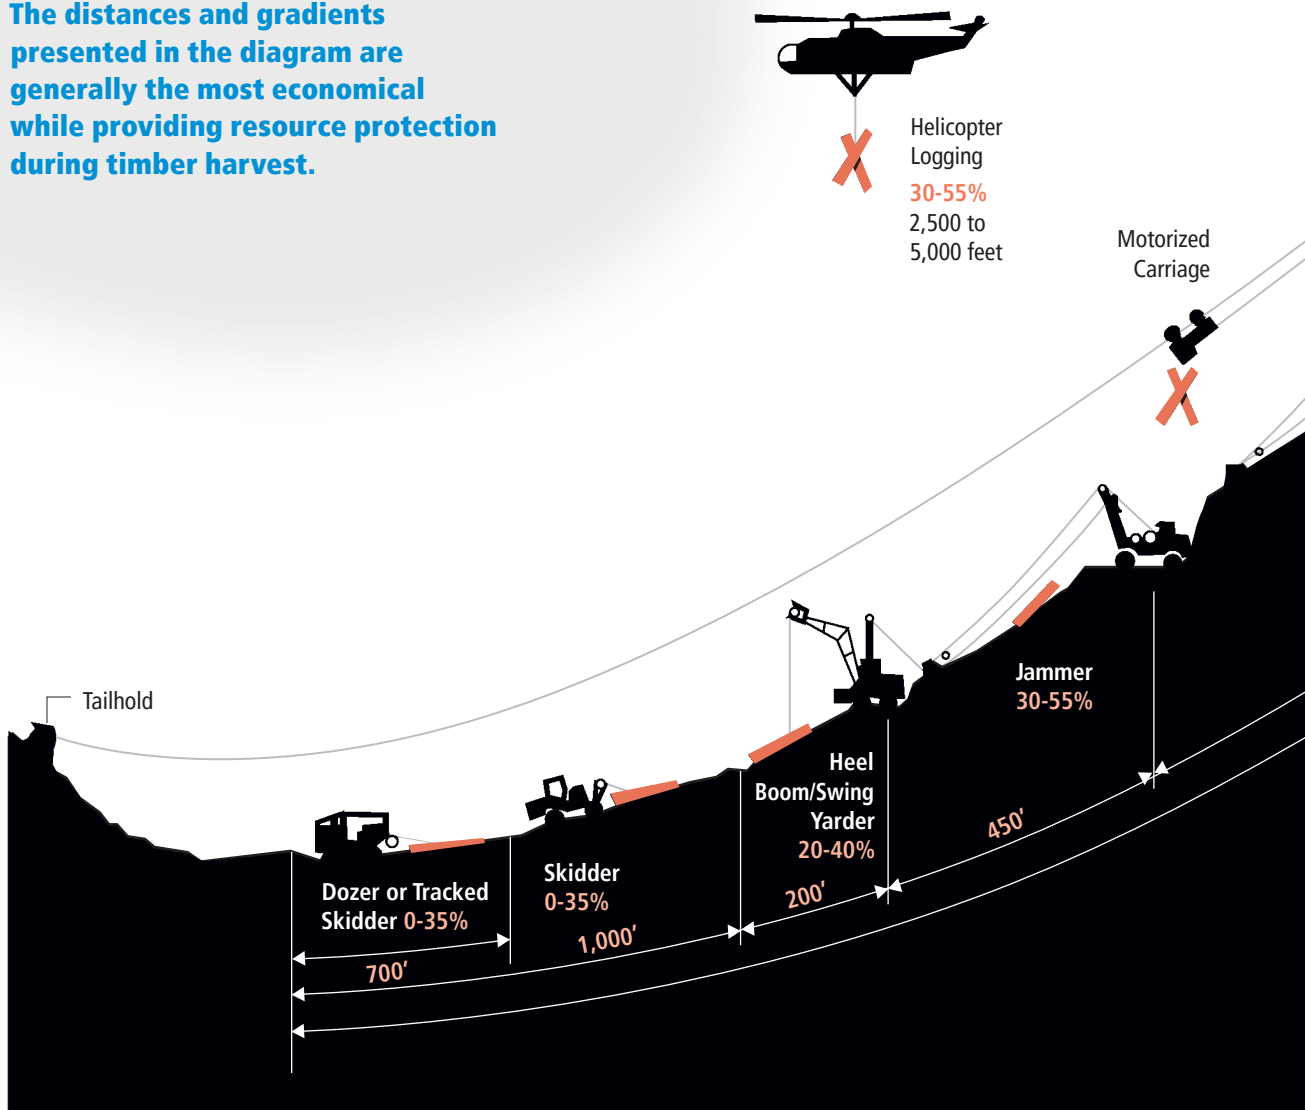 The distances and gradients
presented in the diagram are
generally the most economical
while providing resource protection
during timber harvest.
Helicopter
Logging
30-55%
2,500 to
5,000 feet
Motorized
Carriage
Tailhold
Jammer
30-55%
Heel
Boom/Swing
Yarder
20-40%
450′
Skidder
0-35%
Dozer or Tracked
Skidder 0-35%
200′
1,000′
700′